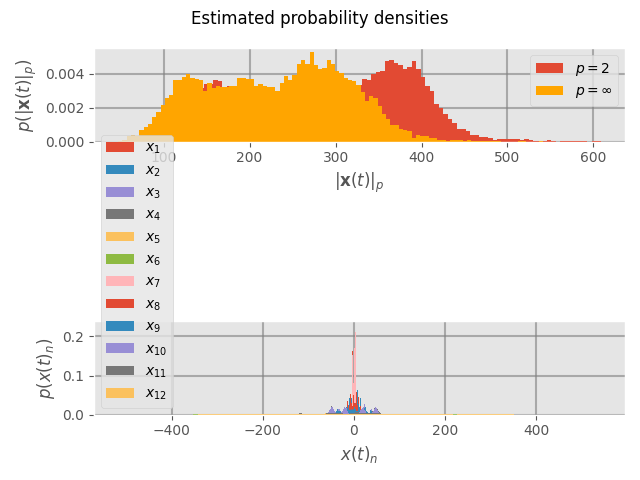 Estimated probability densities
p(|x(t)|ₚ)
0.004
0.002
0.000
p = 2
p = ∞
100
200
300
400
500
600
|x(t)|ₚ
x₁
x₂
x₃
x₄
x₅
x₆
x₇
x₈
x₉
x₁₀
x₁₁
x₁₂
p(x(t)ₙ)
0.2
0.1
0.0
−400
−200
0
200
400
x(t)ₙ